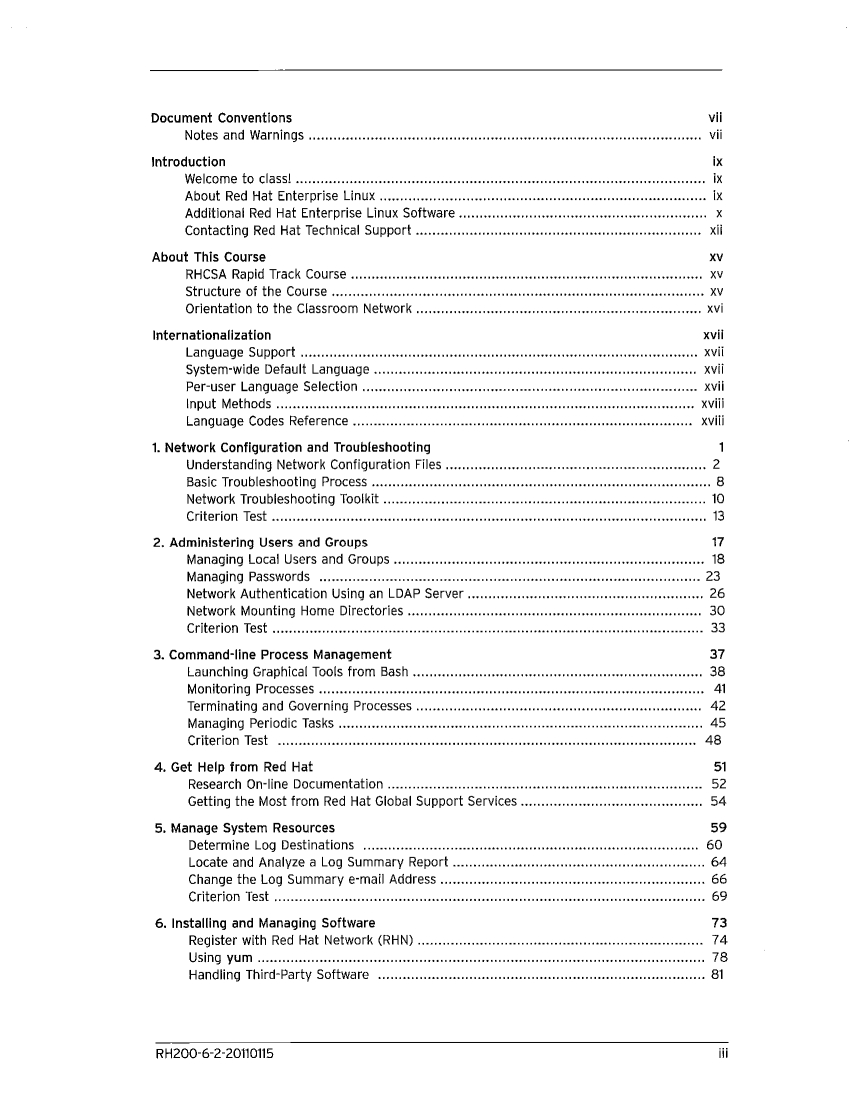 Document Conventions vii
Notes and Warnings ................................................................................................ vii
Introduction ix
Welcome to class! .................................................................................................... ix
About Red Hat Enterprise Linux ................................................................................ ix
Additional Red Hat Enterprise Linux Software ............................................................ x
Contacting Red Hat Technical Support ..................................................................... xii
About This Course xv
RHCSA Rapid Track Course ...................................................................................... xv
Structure of the Course ........................................................................................... xv
Orientation to the Classroom Network ..................................................................... xvi
Internationalization xvii
Language Support ................................................................................................. xvii
System-wide Default Language ............................................................................... xvii
Per-user Language Selection .................................................................................. xvii
Input Methods ...................................................................................................... xviii
Language Codes Reference .................................................................................. xviii
1. Network Configuration and Troubleshooting 1
Understanding Network Configuration Files ............................................................... 2
Basic Troubleshooting Process .................................................................................. 8
Network Troubleshooting Toolkit .............................................................................. 10
Criterion Test ......................................................................................................... 13
2. Administering Users and Groups 17
Managing Local Users and Groups ........................................................................... 18
Managing Passwords ............................................................................................ 23
Network Authentication Using an LDAP Server ......................................................... 26
Network Mounting Home Directories ....................................................................... 30
Criterion Test ........................................................................................................ 33
3. Command-line Process Management 37
Launching Graphical Tools from Bash ...................................................................... 38
Monitoring Processes ............................................................................................. 41
Terminating and Governing Processes ..................................................................... 42
Managing Periodic Tasks ........................................................................................ 45
Criterion Test ..................................................................................................... 48
4. Get Help from Red Hat 51
Research On-line Documentation ............................................................................ 52
Getting the Most from Red Hat Global Support Services ............................................ 54
5. Manage System Resources 59
Determine Log Destinations ................................................................................. 60
Locate and Analyze a Log Summary Report ............................................................. 64
Change the Log Summary e-mail Address ................................................................ 66
Criterion Test ........................................................................................................ 69
6. Installing and Managing Software 73
Register with Red Hat Network (RHN) ..................................................................... 74
Using yum ............................................................................................................ 78
Handling Third-Party Software ............................................................................... 81
RH200-6-2-20110115 iii